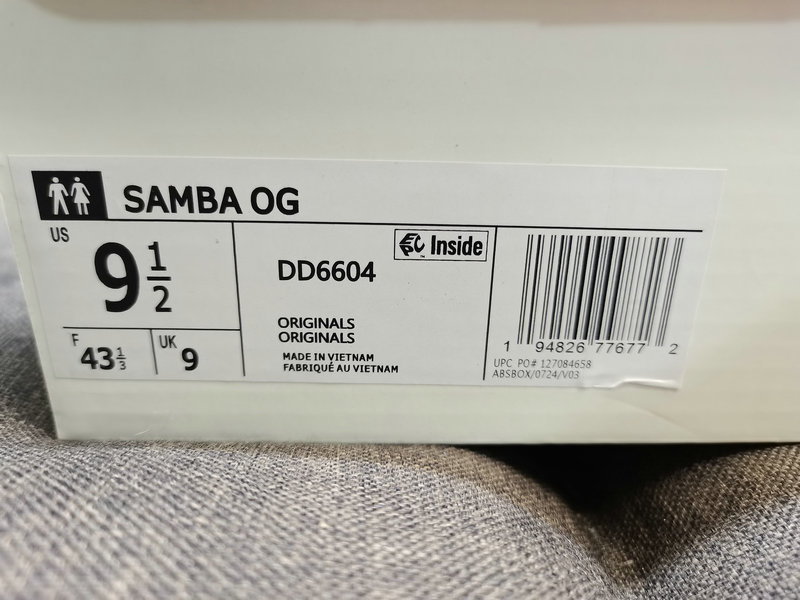 SAMBA OG
US
9 1/2
F
43 1/3
UK
9
DD6604
EPC Inside
ORIGINALS
ORIGINALS
MADE IN VIETNAM
FABRIQUÉ AU VIETNAM
1 94826 77677 2
UPC PO# 127084658
ABSBOX/0724/V03